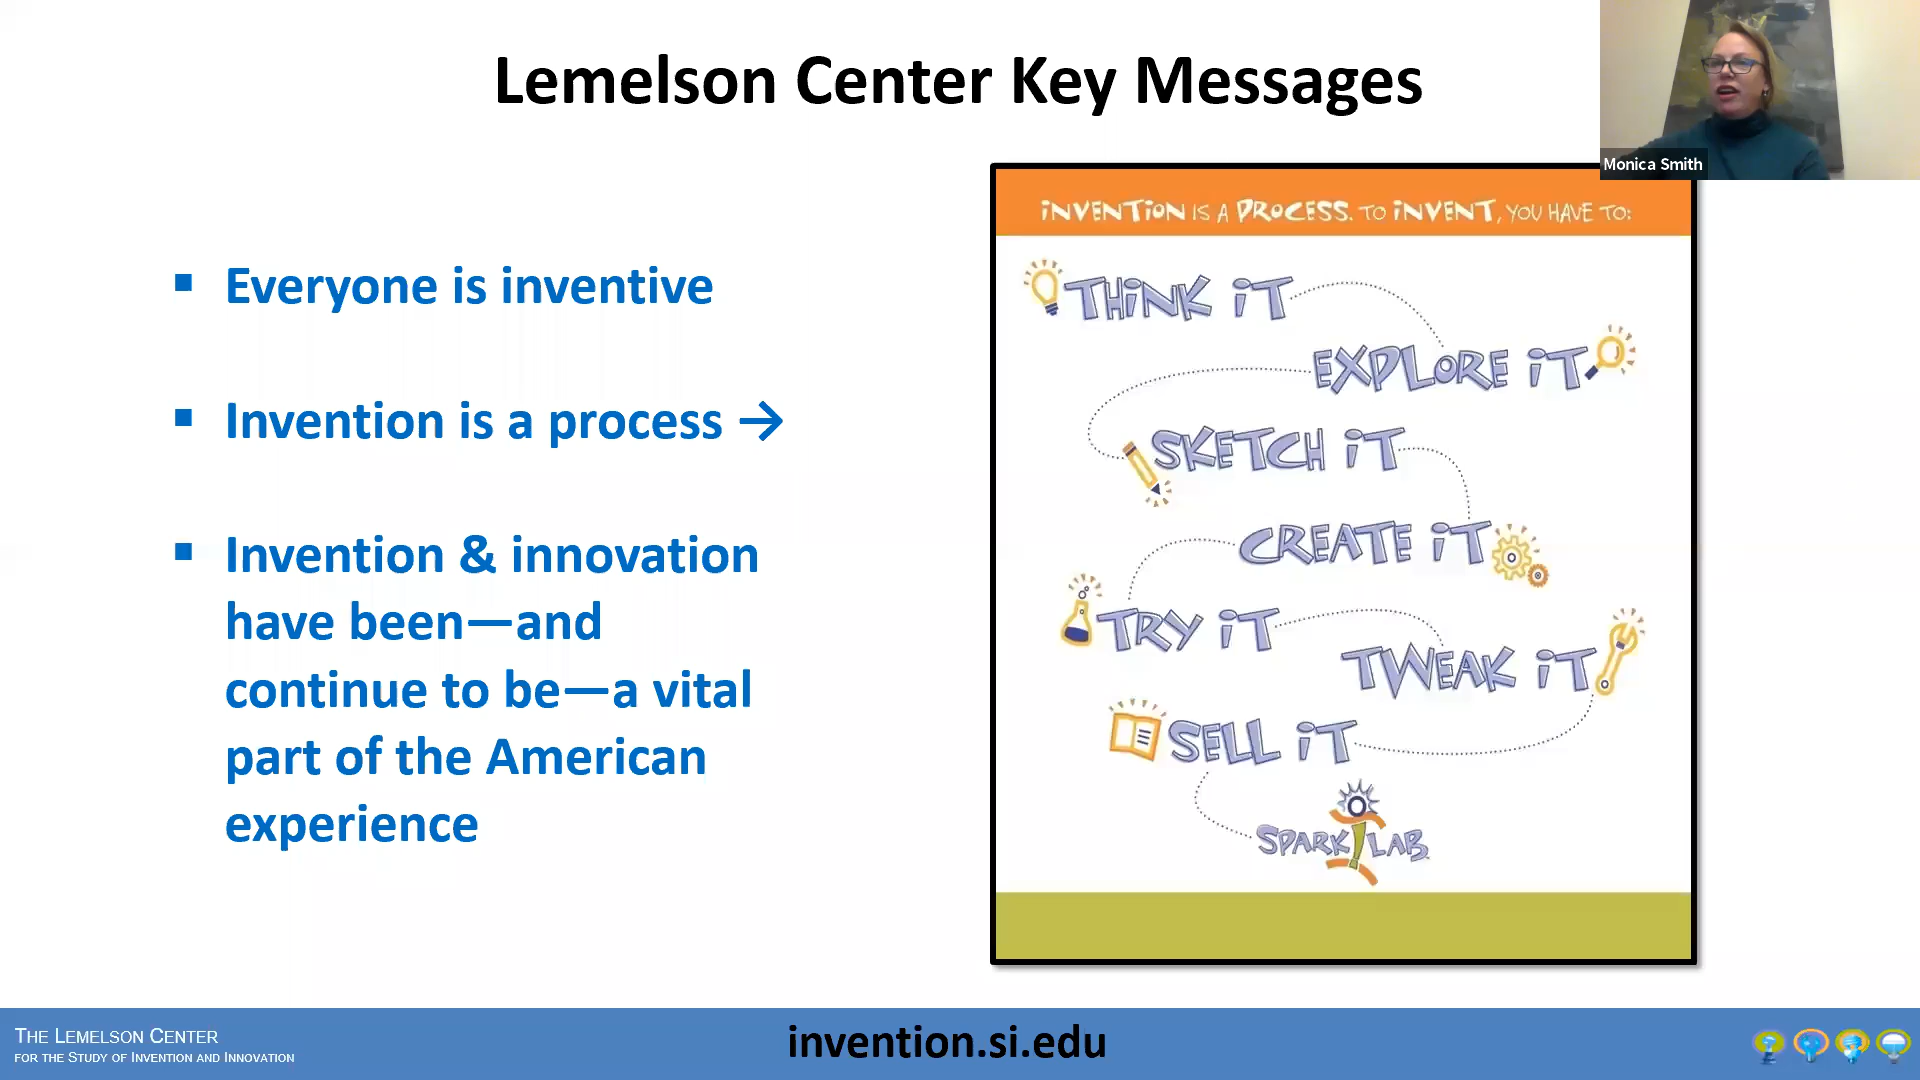 Lemelson Center Key Messages
Monica Smith
▪ Everyone is inventive
▪ Invention is a process →
▪ Invention & innovation
have been—and
continue to be—a vital
part of the American
experience
INVENTION IS A PROCESS. TO INVENT, YOU HAVE TO:
THINK IT
EXPLORE IT
SKETCH IT
CREATE IT
TRY IT
TWEAK IT
SELL IT
SPARK!LAB
THE LEMELSON CENTER
FOR THE STUDY OF INVENTION AND INNOVATION
invention.si.edu